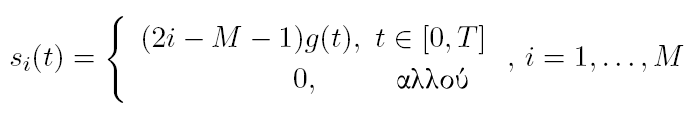 s_i(t) = { (2i − M − 1)g(t), t ∈ [0, T]
0, αλλού , i = 1, . . . , M